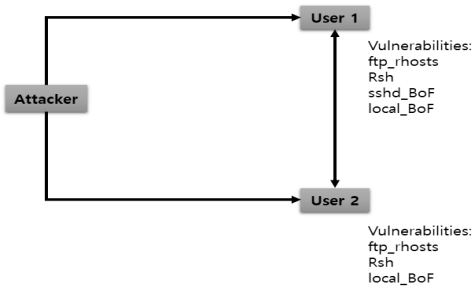 User 1
Vulnerabilities:
ftp_rhosts
Rsh
sshd_BoF
local_BoF
Attacker
User 2
Vulnerabilities:
ftp_rhosts
Rsh
local_BoF